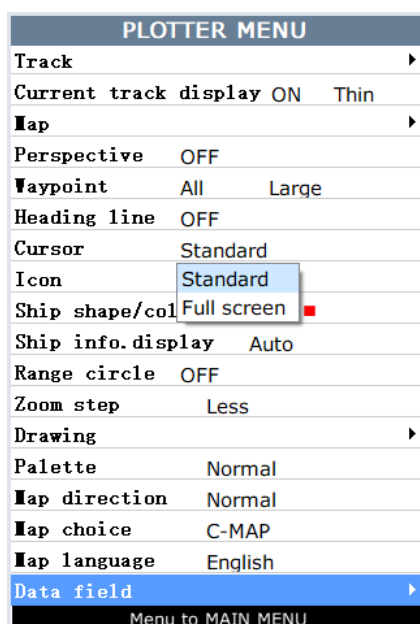 PLOTTER MENU
Track
Current track display ON Thin
Map
Perspective OFF
Waypoint All Large
Heading line OFF
Cursor Standard
Icon Standard
Ship shape/col Full screen
Ship info.display Auto
Range circle OFF
Zoom step Less
Drawing
Palette Normal
Map direction Normal
Map choice C-MAP
Map language English
Data field
Menu to MAIN MENU